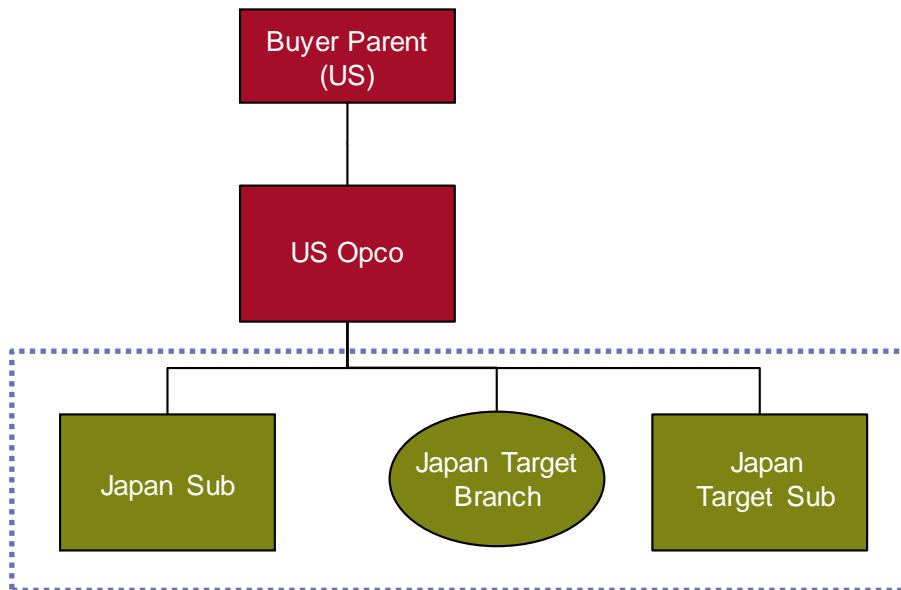 Buyer Parent
(US)
US Opco
Japan Sub
Japan Target
Branch
Japan
Target Sub